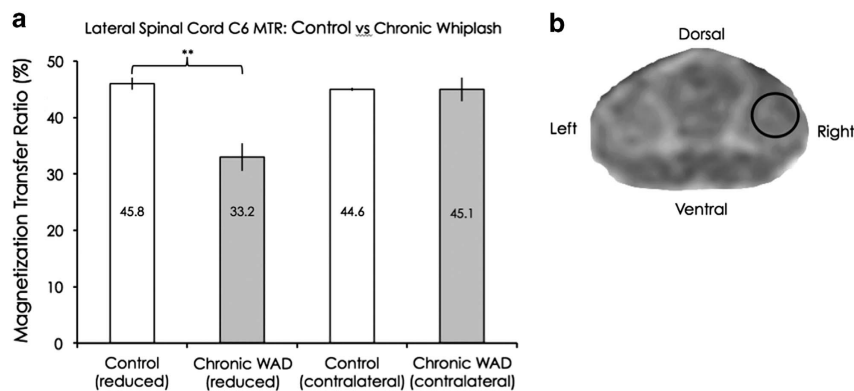 a
Lateral Spinal Cord C6 MTR: Control vs Chronic Whiplash
**
Magnetization Transfer Ratio (%)
50
40
30
20
10
0
45.8
33.2
44.6
45.1
Control
(reduced)
Chronic WAD
(reduced)
Control
(contralateral)
Chronic WAD
(contralateral)
b
Dorsal
Left
Right
Ventral